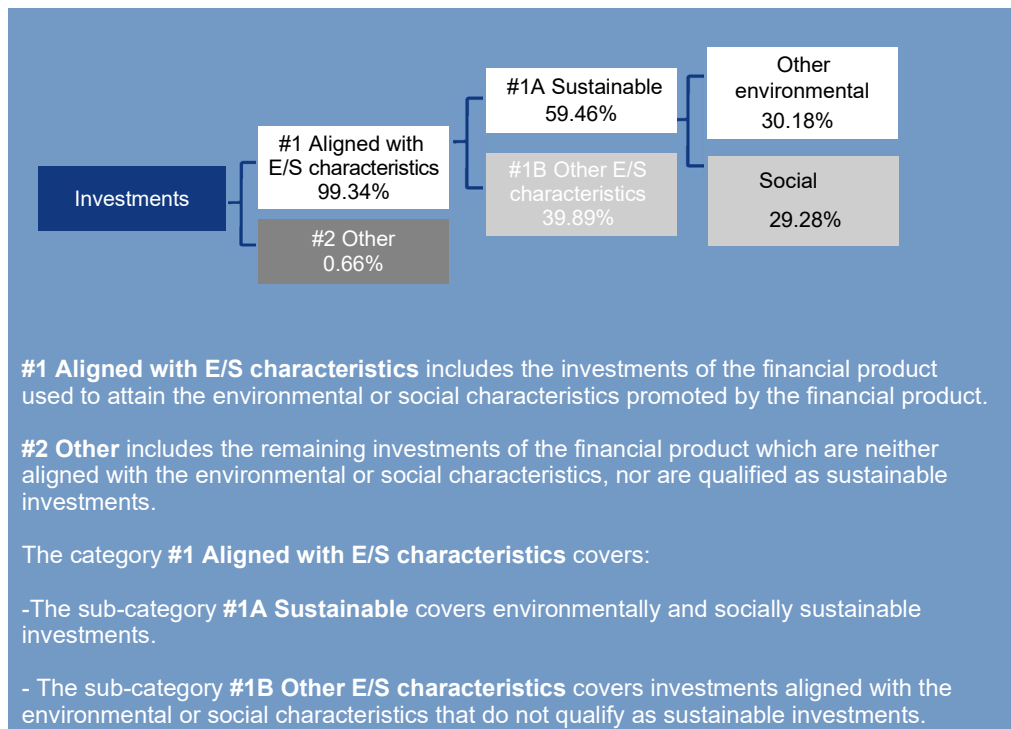 Investments
#1 Aligned with
E/S characteristics
99.34%
#2 Other
0.66%
#1A Sustainable
59.46%
#1B Other E/S
characteristics
39.89%
Other
environmental
30.18%
Social
29.28%
#1 Aligned with E/S characteristics includes the investments of the financial product
used to attain the environmental or social characteristics promoted by the financial product.
#2 Other includes the remaining investments of the financial product which are neither
aligned with the environmental or social characteristics, nor are qualified as sustainable
investments.
The category #1 Aligned with E/S characteristics covers:
-The sub-category #1A Sustainable covers environmentally and socially sustainable
investments.
- The sub-category #1B Other E/S characteristics covers investments aligned with the
environmental or social characteristics that do not qualify as sustainable investments.